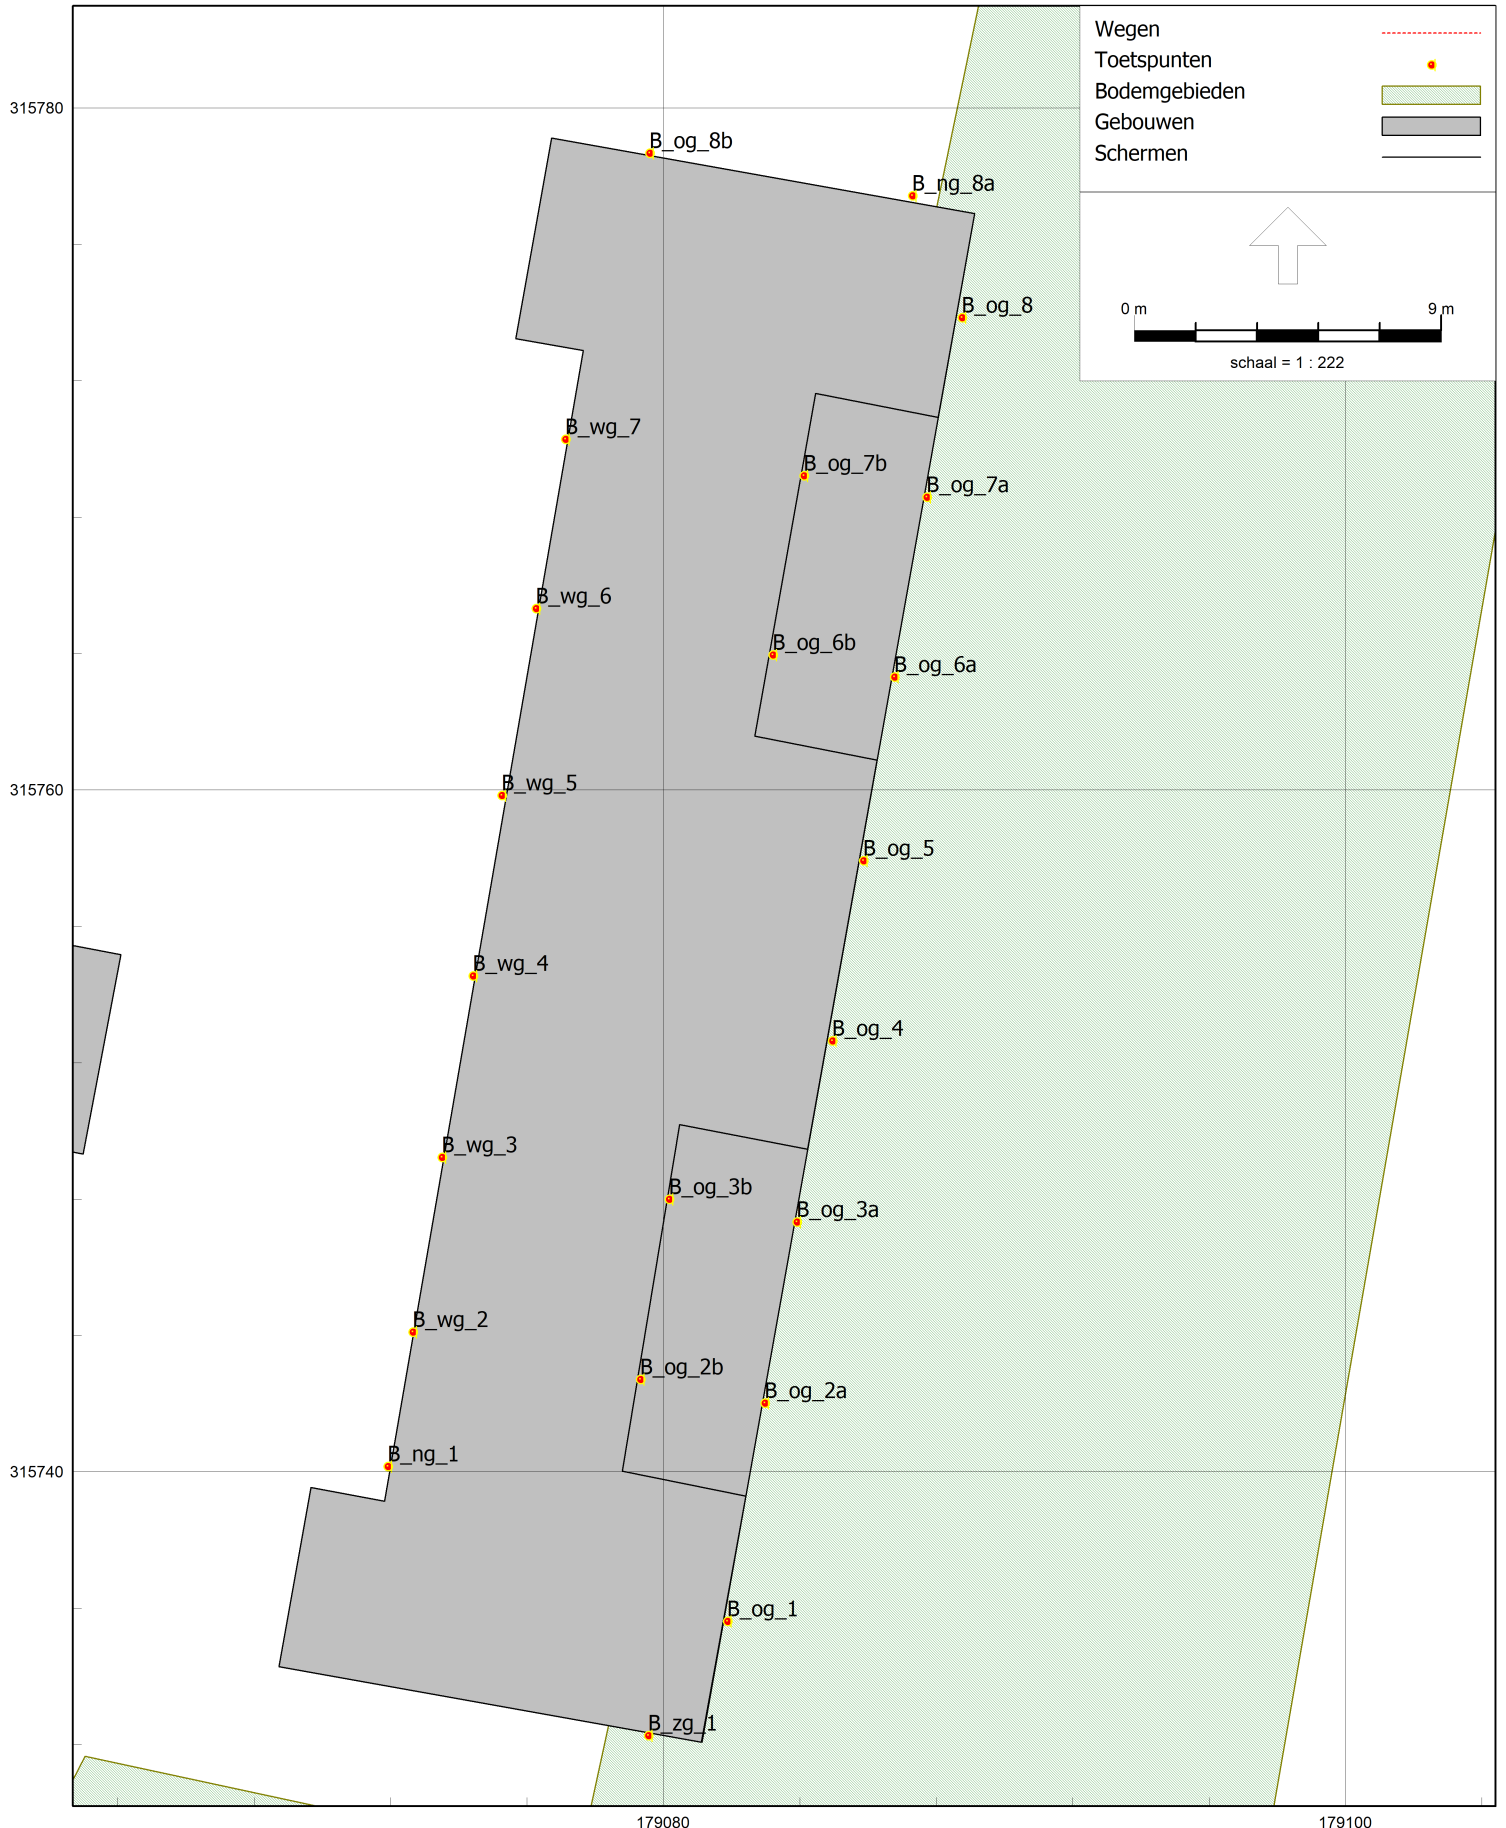 Wegen
Toetspunten
Bodemgebieden
Gebouwen
Schermen
0 m 9 m
schaal = 1 : 222
315780
B_og_8b
B_ng_8a
B_og_8
B_wg_7
B_og_7b
B_og_7a
B_wg_6
B_og_6b
B_og_6a
315760
B_wg_5
B_og_5
B_wg_4
B_og_4
B_wg_3
B_og_3b
B_og_3a
B_wg_2
B_og_2b
B_og_2a
B_ng_1
315740
B_og_1
B_zg_1
179080 179100